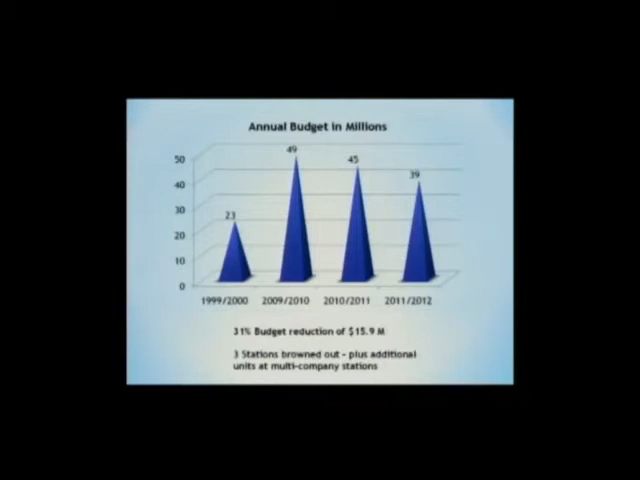 Annual Budget in Millions
50
40
30
20
10
0
23
49
45
39
1999/2000 2009/2010 2010/2011 2011/2012
31% Budget reduction of $15.9 M
3 Stations browned out - plus additional
units at multi-company stations